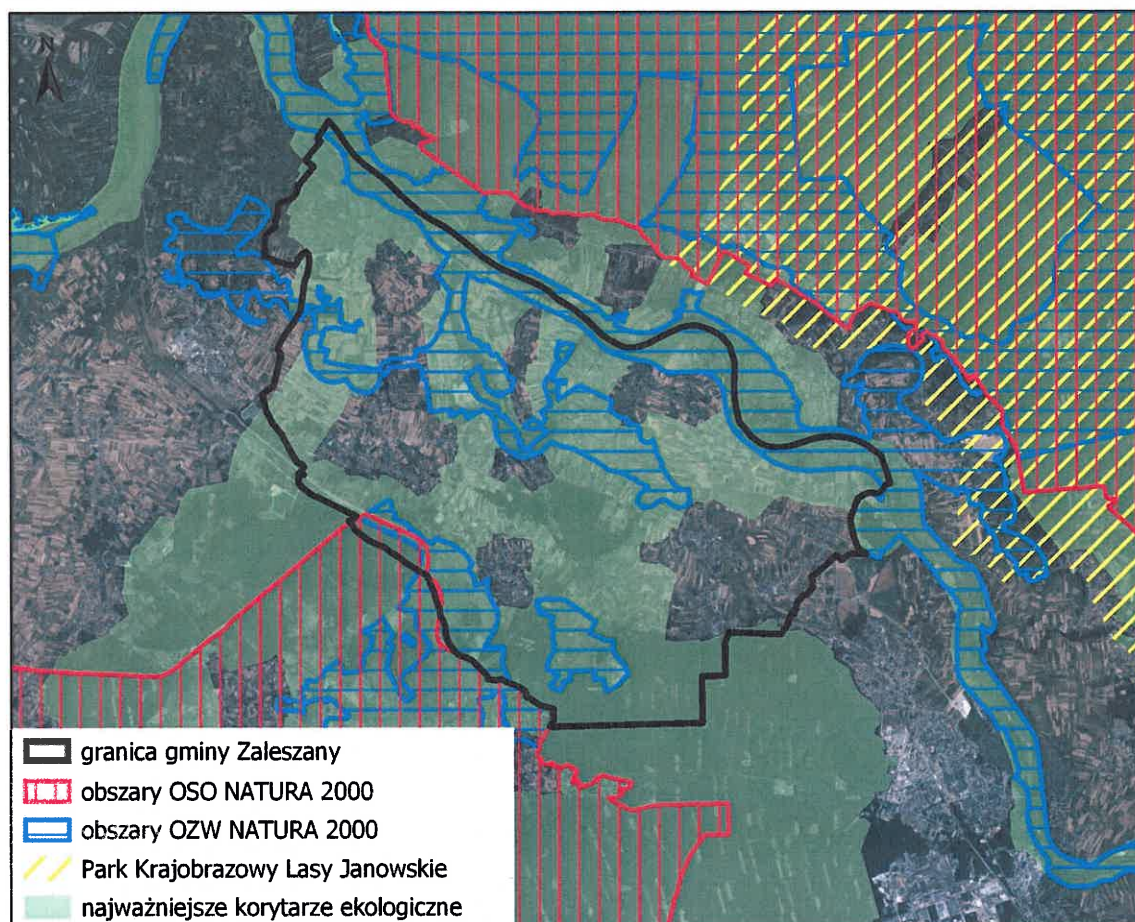 N
granica gminy Zaleszany
obszary OSO NATURA 2000
obszary OZW NATURA 2000
Park Krajobrazowy Lasy Janowskie
najważniejsze korytarze ekologiczne